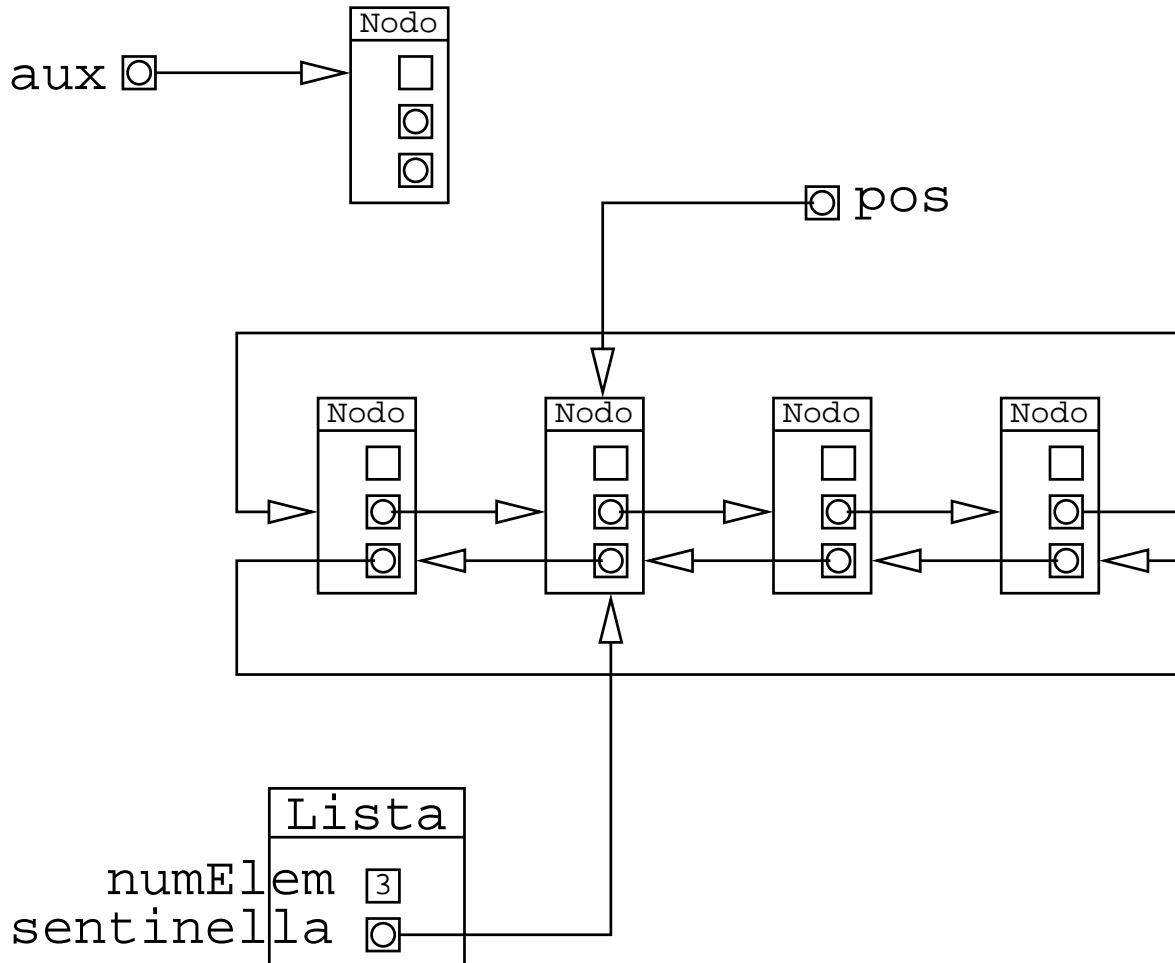 Nodo
aux
pos
Nodo Nodo Nodo Nodo
Lista
numElem 3
sentinella